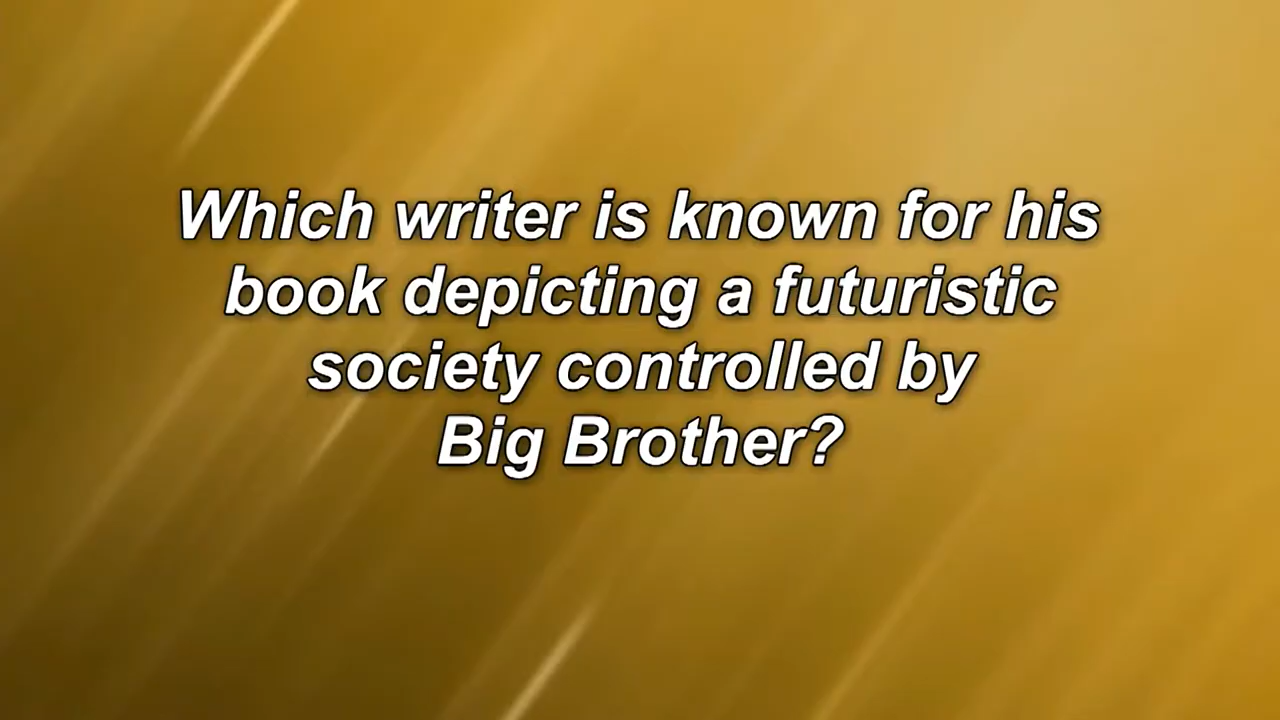 Which writer is known for his
book depicting a futuristic
society controlled by
Big Brother?